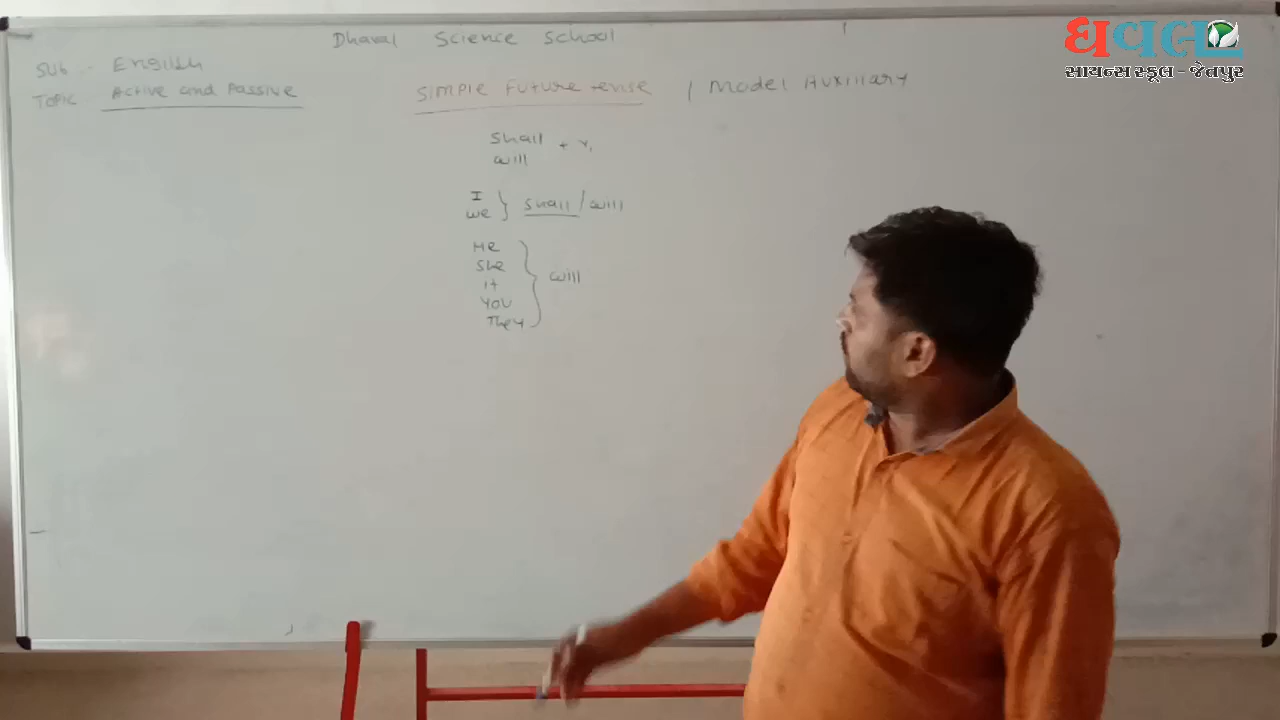 Dhaval Science School
Sub :- English
Topic :- Active and Passive
Simple Future tense / Model Auxiliary
shall
will + v₁
I
we } shall / will
He
She
it
You
They } will
ધવલ
સાયન્સ સ્કૂલ - જેતપુર